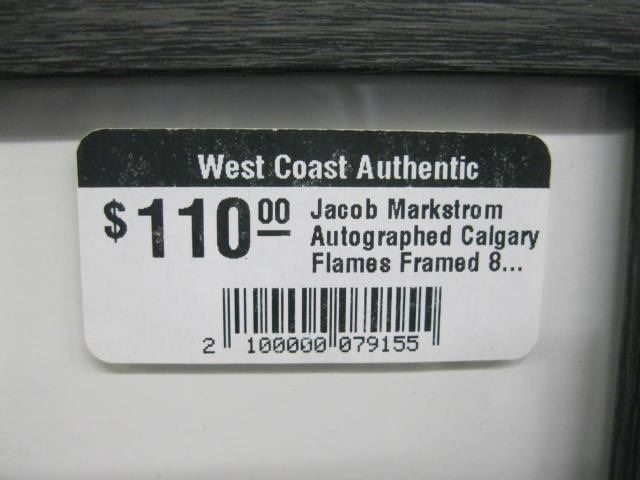 West Coast Authentic
$110.00 Jacob Markstrom
Autographed Calgary
Flames Framed 8...
2 100000 079155